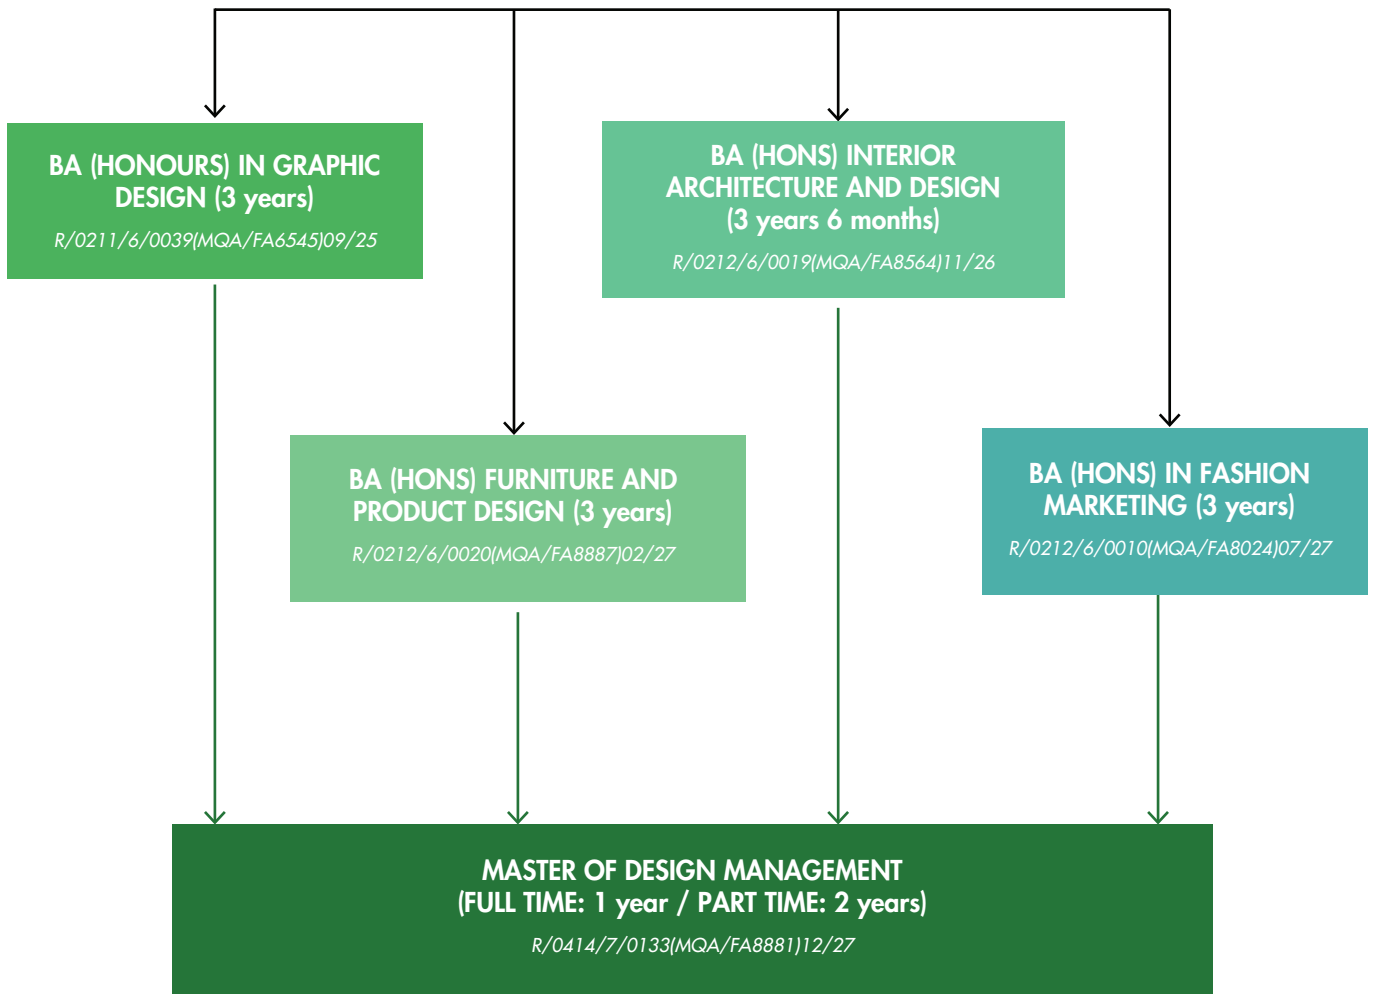 BA (HONOURS) IN GRAPHIC
DESIGN (3 years)
R/0211/6/0039(MQA/FA6545)09/25
BA (HONS) INTERIOR
ARCHITECTURE AND DESIGN
(3 years 6 months)
R/0212/6/0019(MQA/FA8564)11/26
BA (HONS) FURNITURE AND
PRODUCT DESIGN (3 years)
R/0212/6/0020(MQA/FA8887)02/27
BA (HONS) IN FASHION
MARKETING (3 years)
R/0212/6/0010(MQA/FA8024)07/27
MASTER OF DESIGN MANAGEMENT
(FULL TIME: 1 year / PART TIME: 2 years)
R/0414/7/0133(MQA/FA8881)12/27